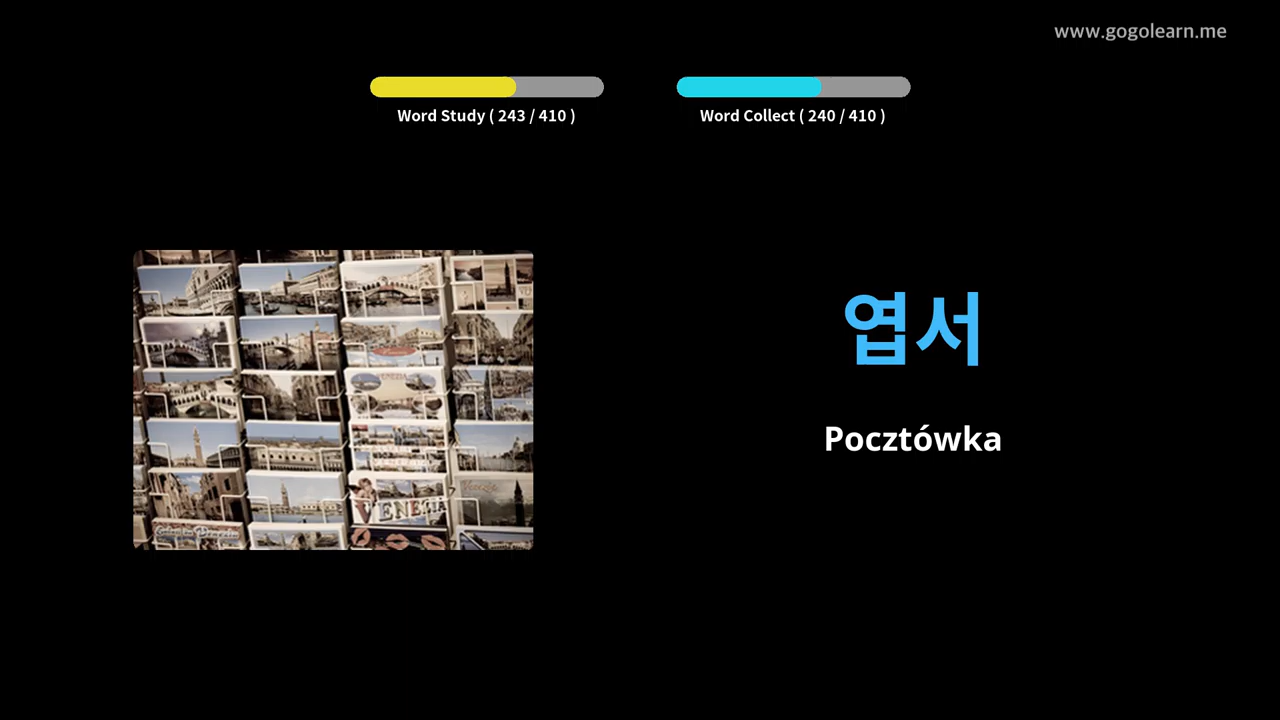 www.gogolearn.me
Word Study ( 243 / 410 )
Word Collect ( 240 / 410 )
엽서
Pocztówka
VENEZIA